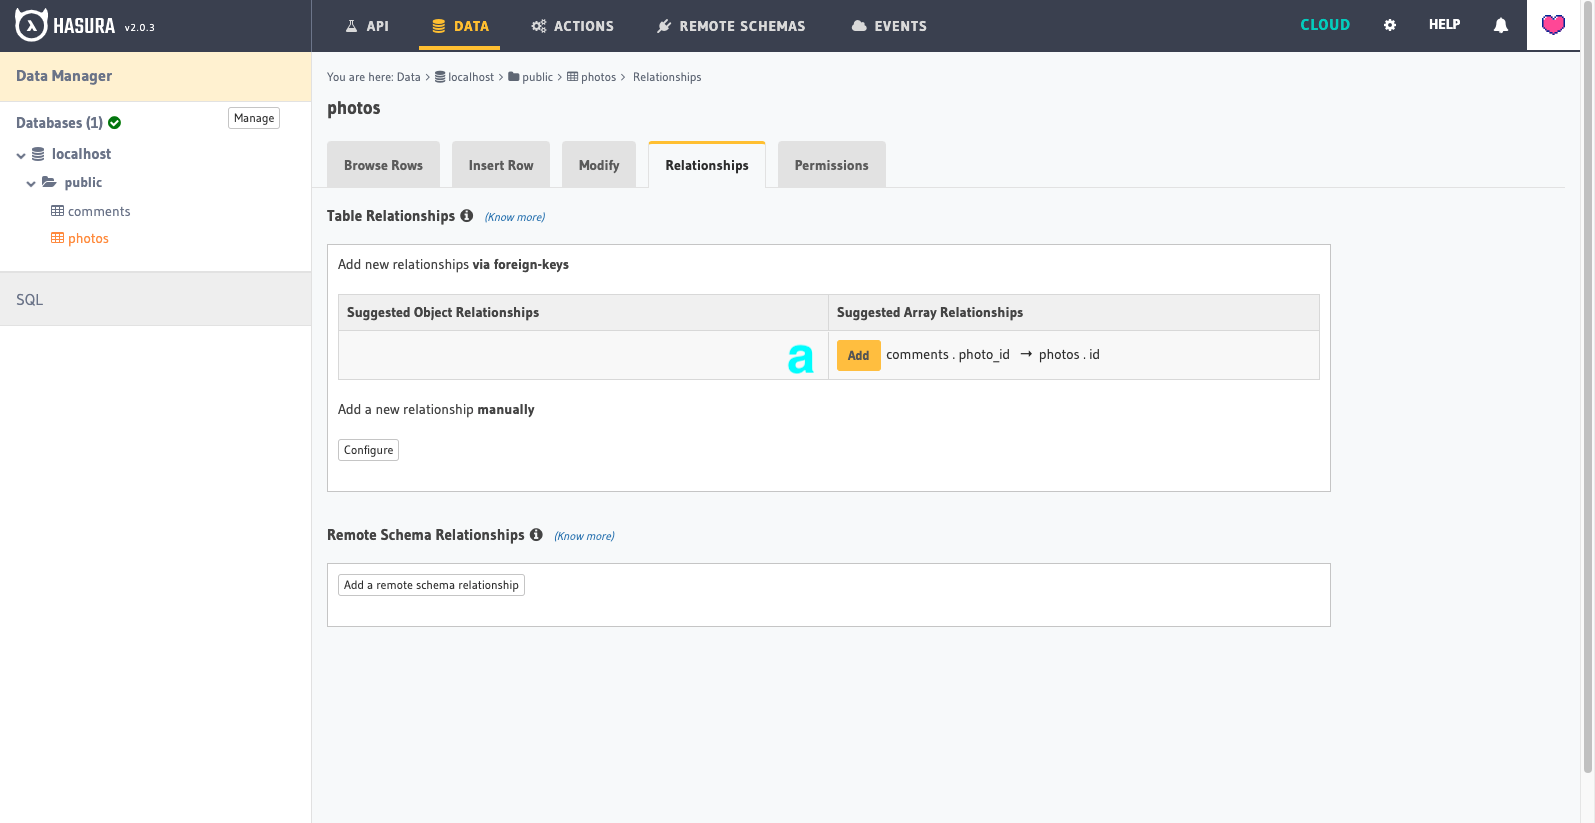 HASURA v2.0.3
API
DATA
ACTIONS
REMOTE SCHEMAS
EVENTS
CLOUD
HELP
Data Manager
Databases (1)
Manage
localhost
public
comments
photos
SQL
You are here: Data > localhost > public > photos > Relationships
photos
Browse Rows
Insert Row
Modify
Relationships
Permissions
Table Relationships (Know more)
Add new relationships via foreign-keys
Suggested Object Relationships
Suggested Array Relationships
a
Add comments . photo_id → photos . id
Add a new relationship manually
Configure
Remote Schema Relationships (Know more)
Add a remote schema relationship